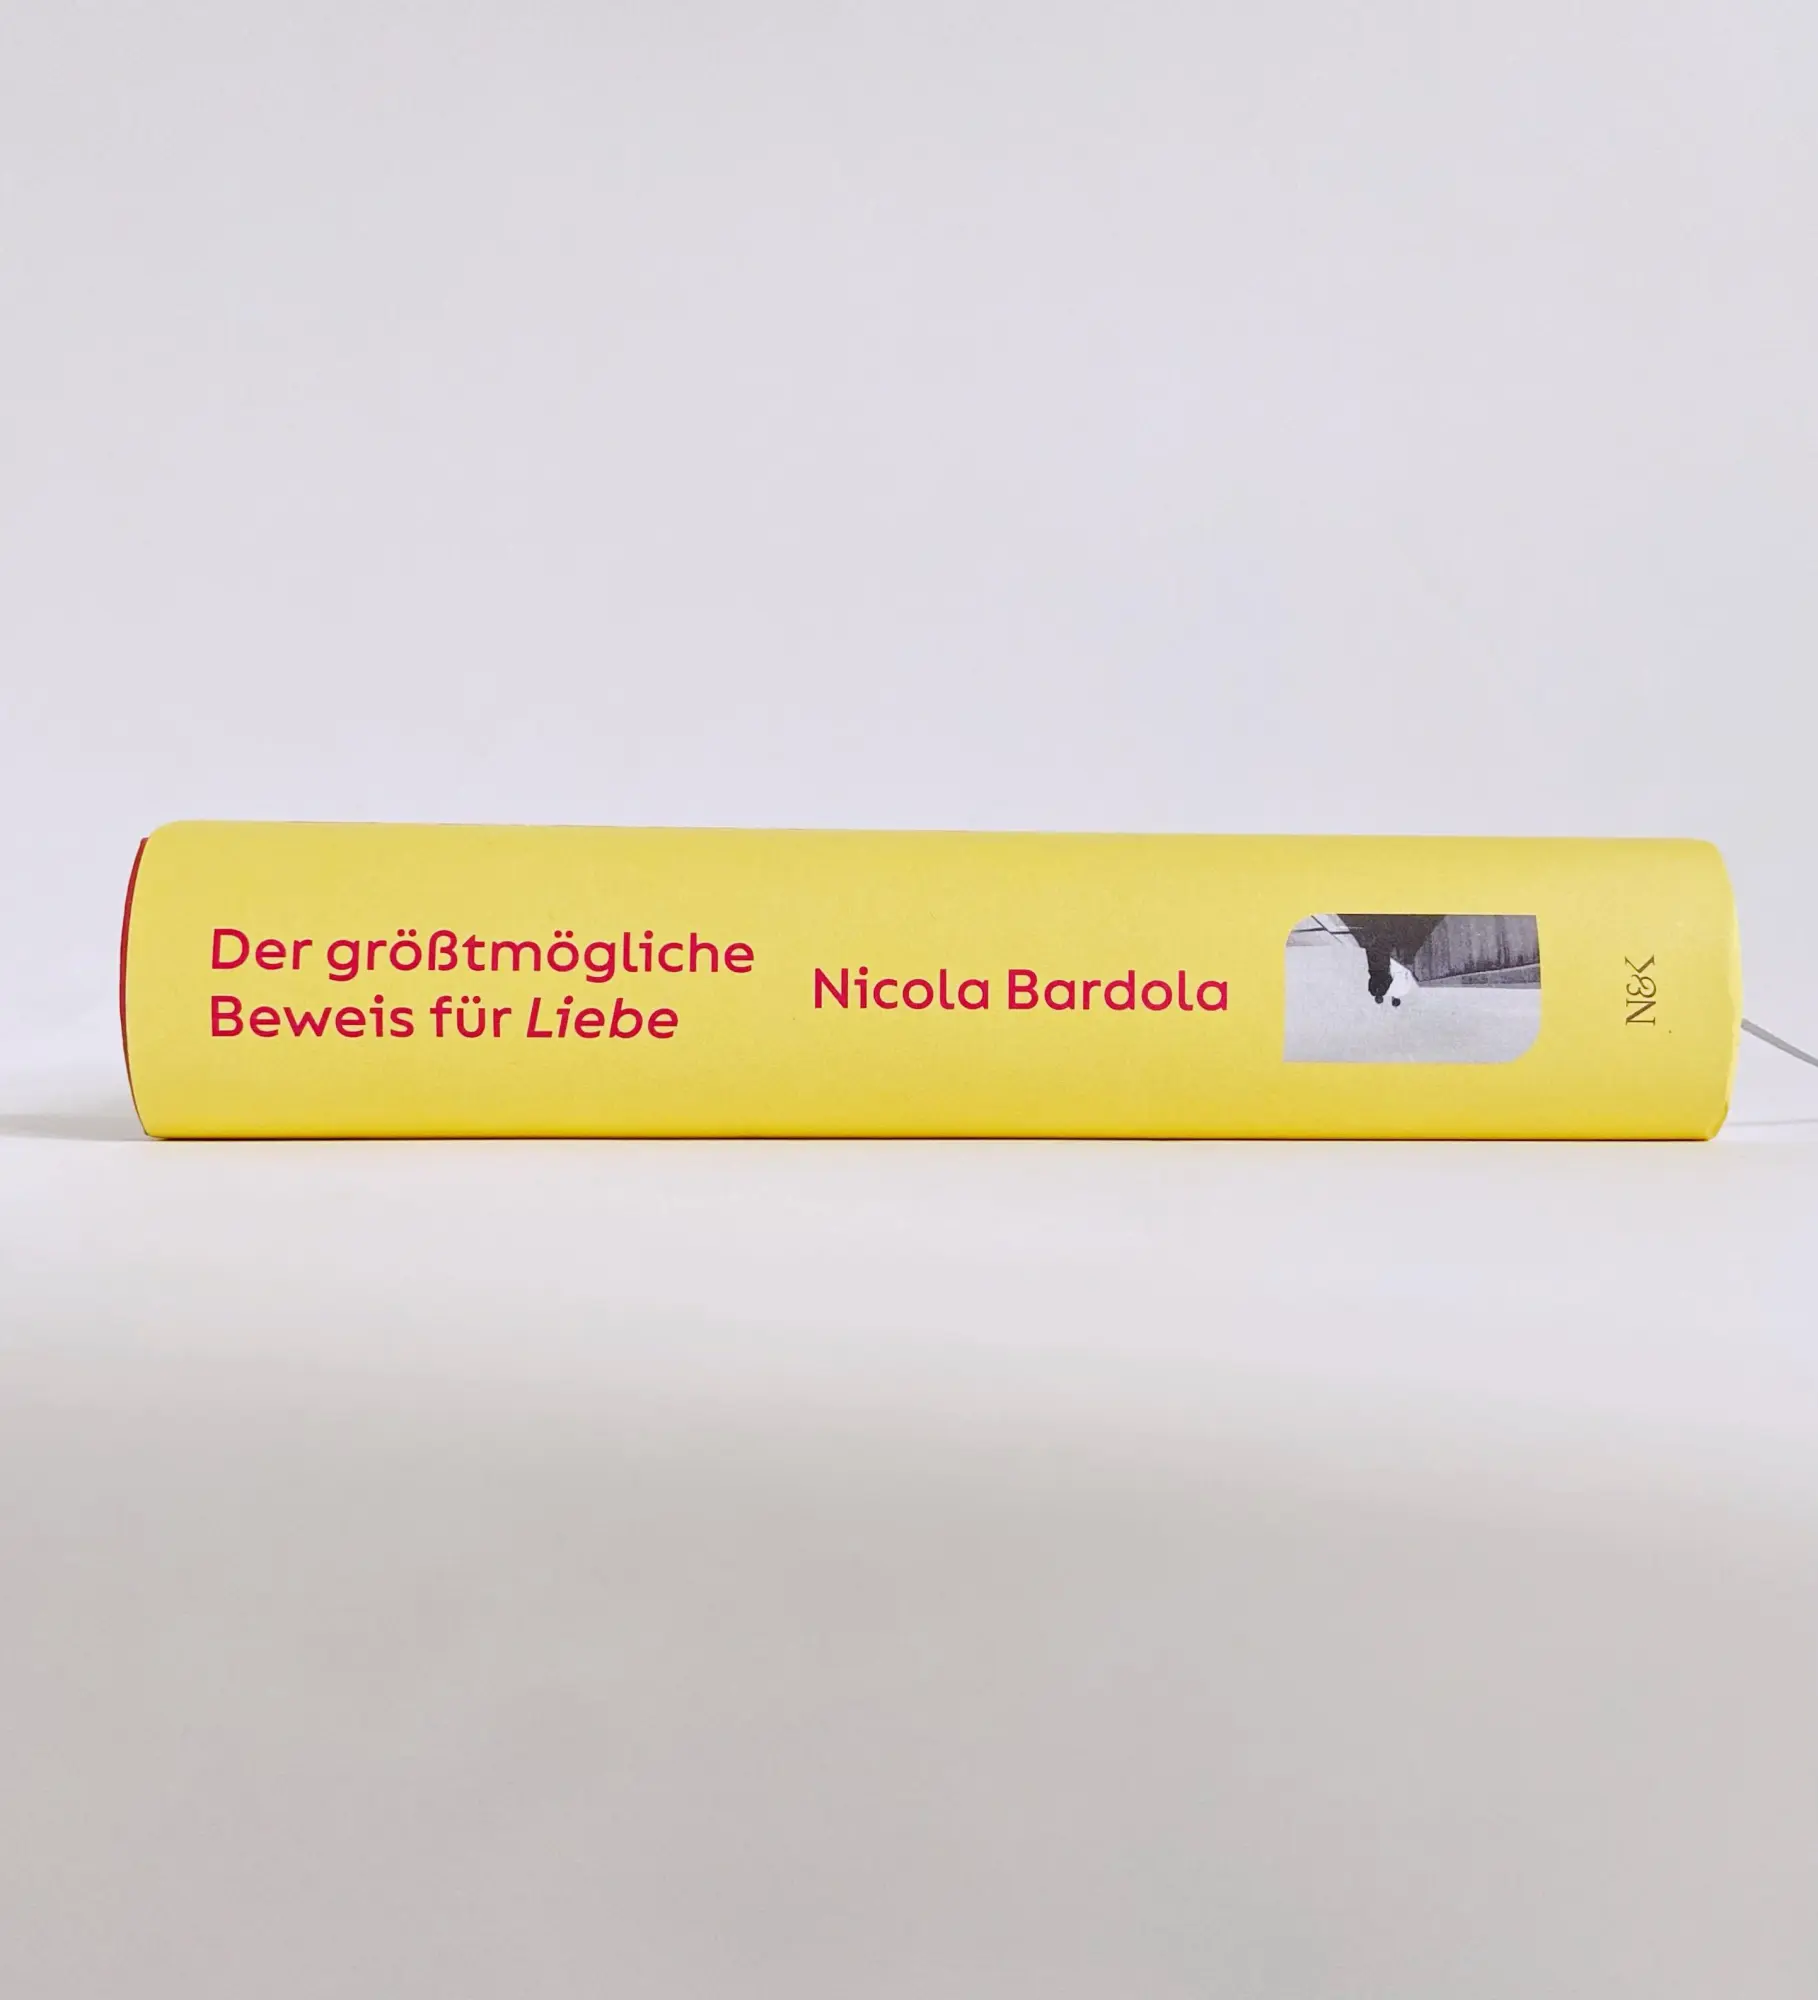 Der größtmögliche
Beweis für Liebe
Nicola Bardola
N&K